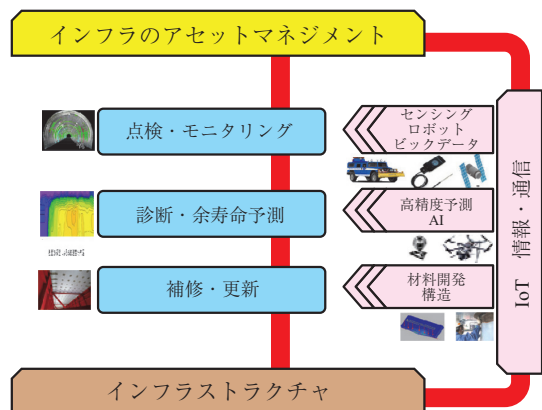 インフラのアセットマネジメント
点検・モニタリング
センシング
ロボット
ビックデータ
診断・余寿命予測
高精度予測
AI
補修・更新
材料開発
構造
IoT 情報・通信
インフラストラクチャ